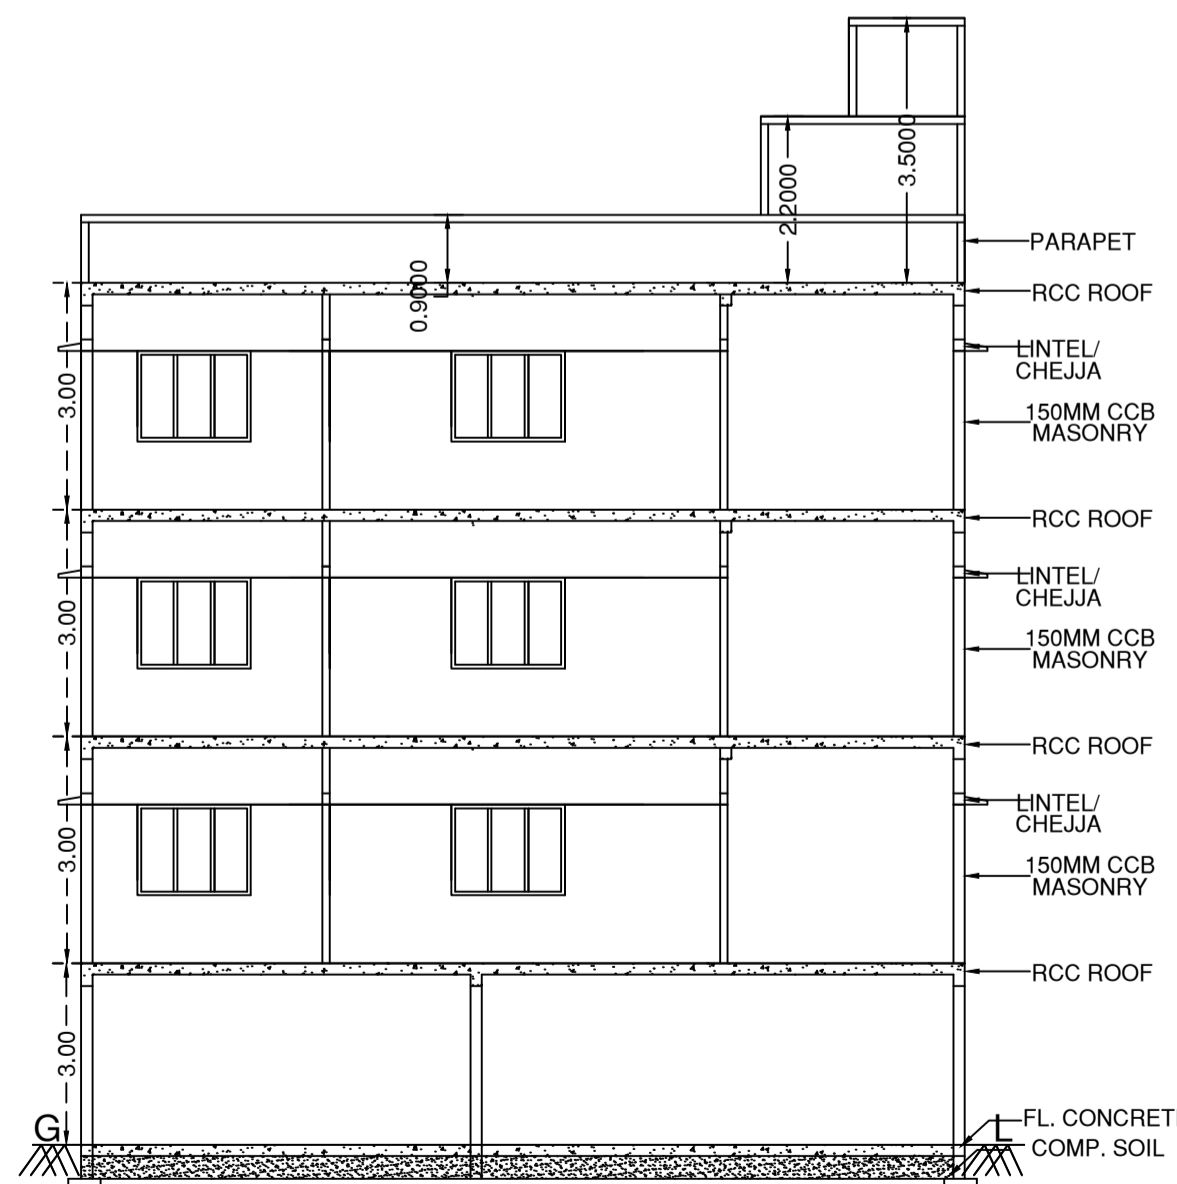 3.5000
2.2000
PARAPET
0.9000
RCC ROOF
LINTEL/
CHEJJA
3.00
150MM CCB
MASONRY
RCC ROOF
LINTEL/
CHEJJA
3.00
150MM CCB
MASONRY
RCC ROOF
LINTEL/
CHEJJA
3.00
150MM CCB
MASONRY
RCC ROOF
3.00
G
L
FL. CONCRETE
COMP. SOIL